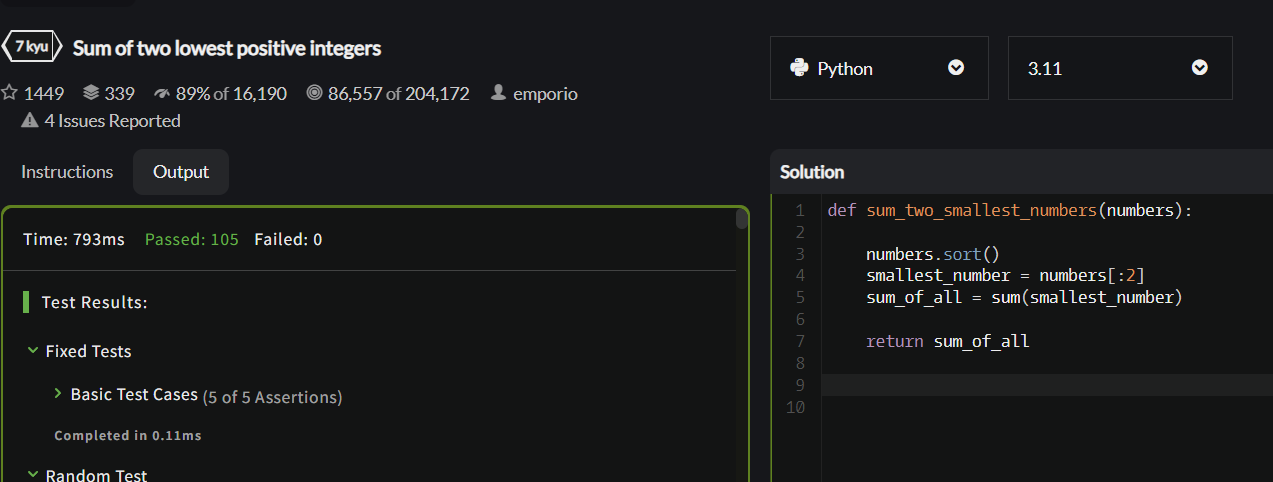 7 kyu Sum of two lowest positive integers
1449 339 89% of 16,190 86,557 of 204,172 emporio
4 Issues Reported
Instructions Output
Time: 793ms Passed: 105 Failed: 0
Test Results:
Fixed Tests
Basic Test Cases (5 of 5 Assertions)
Completed in 0.11ms
Random Test
Python 3.11
Solution
1 def sum_two_smallest_numbers(numbers):
2
3 numbers.sort()
4 smallest_number = numbers[:2]
5 sum_of_all = sum(smallest_number)
6
7 return sum_of_all
8
9
10